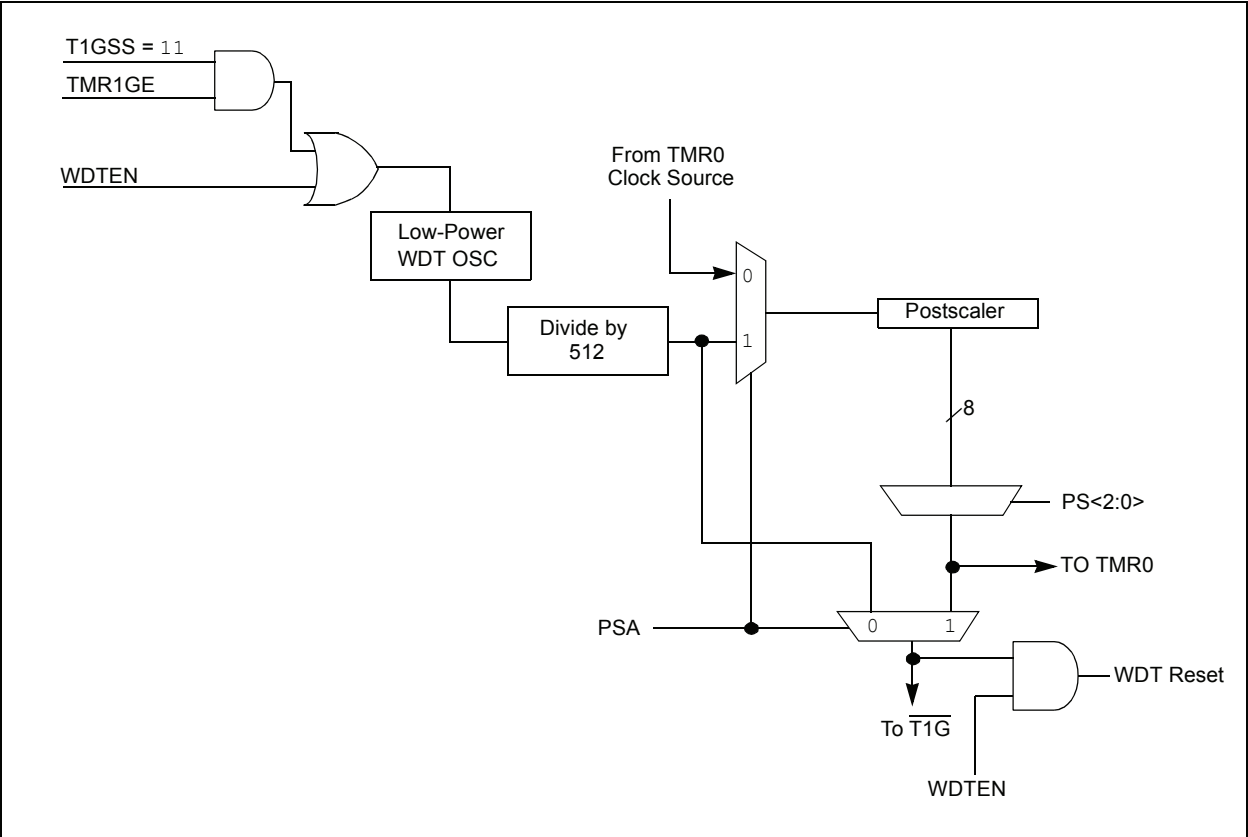 T1GSS = 11
TMR1GE
WDTEN
From TMR0
Clock Source
Low-Power
WDT OSC
0
Divide by
512
1
Postscaler
8
PS<2:0>
TO TMR0
PSA
0
1
WDT Reset
To T1G
WDTEN